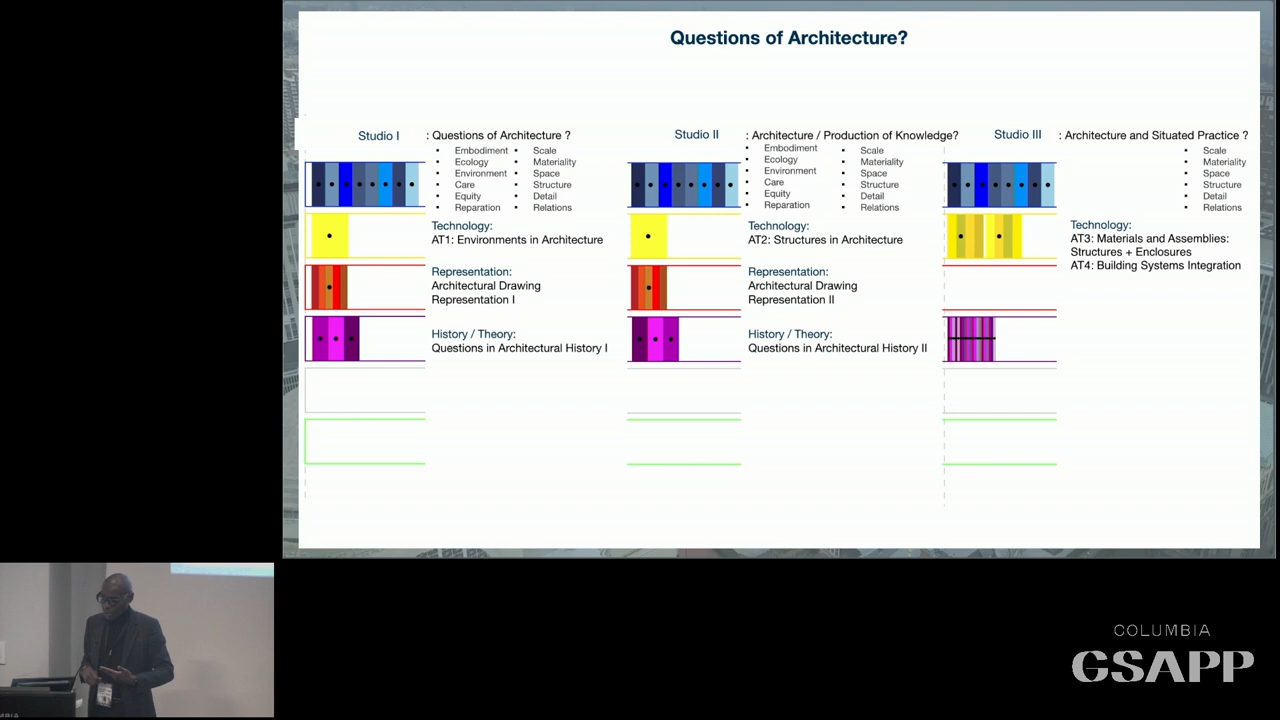 Questions of Architecture?
Studio I : Questions of Architecture ?
Embodiment
Ecology
Environment
Care
Equity
Reparation
Scale
Materiality
Space
Structure
Detail
Relations
Technology:
AT1: Environments in Architecture
Representation:
Architectural Drawing
Representation I
History / Theory:
Questions in Architectural History I
Studio II : Architecture / Production of Knowledge?
Embodiment
Ecology
Environment
Care
Equity
Reparation
Scale
Materiality
Space
Structure
Detail
Relations
Technology:
AT2: Structures in Architecture
Representation:
Architectural Drawing
Representation II
History / Theory:
Questions in Architectural History II
Studio III : Architecture and Situated Practice ?
Scale
Materiality
Space
Structure
Detail
Relations
Technology:
AT3: Materials and Assemblies:
Structures + Enclosures
AT4: Building Systems Integration
COLUMBIA
GSAPP